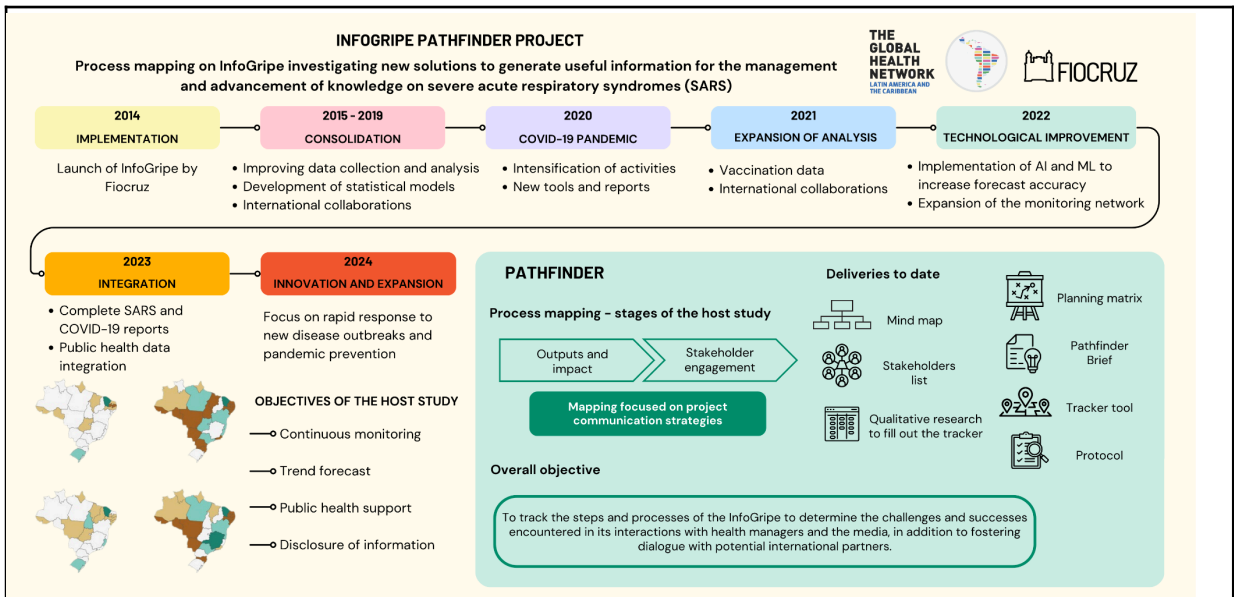 INFOGRIPE PATHFINDER PROJECT
Process mapping on InfoGripe investigating new solutions to generate useful information for the management
and advancement of knowledge on severe acute respiratory syndromes (SARS)
THE
GLOBAL
HEALTH
NETWORK
LATIN AMERICA AND
THE CARIBBEAN
FIOCRUZ
2014
IMPLEMENTATION
Launch of InfoGripe by
Fiocruz
2015 - 2019
CONSOLIDATION
• Improving data collection and analysis
• Development of statistical models
• International collaborations
2020
COVID-19 PANDEMIC
• Intensification of activities
• New tools and reports
2021
EXPANSION OF ANALYSIS
• Vaccination data
• International collaborations
2022
TECHNOLOGICAL IMPROVEMENT
• Implementation of AI and ML to
increase forecast accuracy
• Expansion of the monitoring network
2023
INTEGRATION
• Complete SARS and
COVID-19 reports
• Public health data
integration
2024
INNOVATION AND EXPANSION
Focus on rapid response to
new disease outbreaks and
pandemic prevention
OBJECTIVES OF THE HOST STUDY
Continuous monitoring
Trend forecast
Public health support
Disclosure of information
PATHFINDER
Process mapping - stages of the host study
Outputs and
impact
Stakeholder
engagement
Mapping focused on project
communication strategies
Deliveries to date
Mind map
Stakeholders
list
Qualitative research
to fill out the tracker
Planning matrix
Pathfinder
Brief
Tracker tool
Protocol
Overall objective
To track the steps and processes of the InfoGripe to determine the challenges and successes
encountered in its interactions with health managers and the media, in addition to fostering
dialogue with potential international partners.